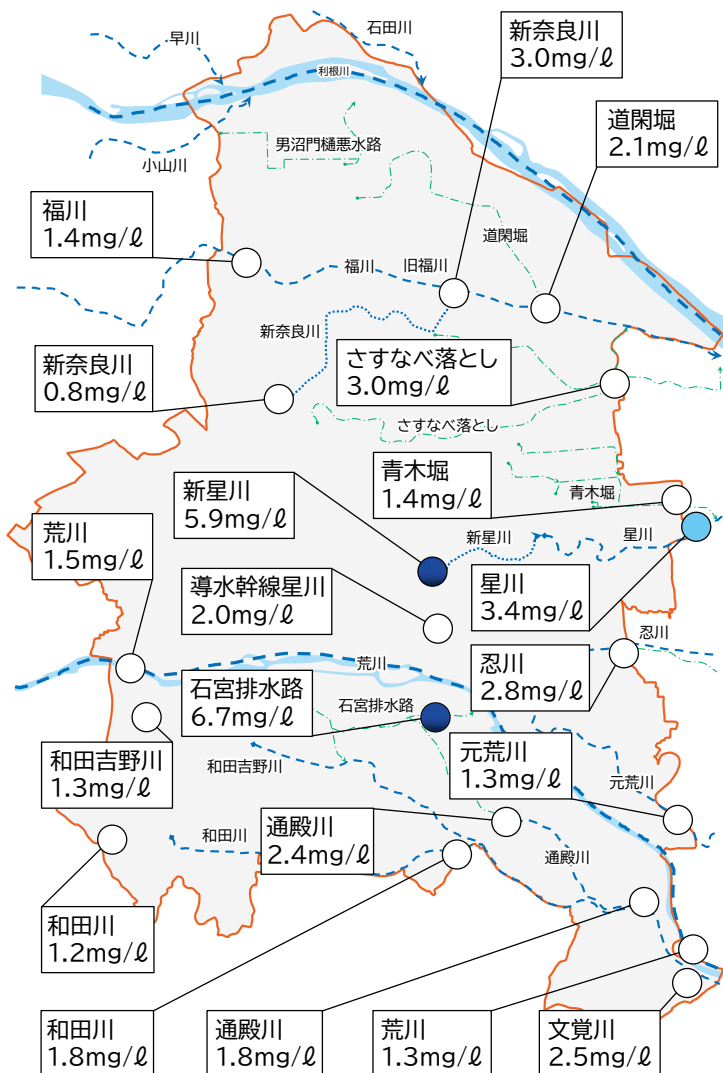 早川
石田川
新奈良川
3.0mg/ℓ
利根川
道閑堀
2.1mg/ℓ
小山川
男沼門樋悪水路
福川
1.4mg/ℓ
道閑堀
福川
旧福川
新奈良川
新奈良川
0.8mg/ℓ
さすなべ落とし
3.0mg/ℓ
さすなべ落とし
新星川
5.9mg/ℓ
青木堀
1.4mg/ℓ
青木堀
荒川
1.5mg/ℓ
新星川
星川
導水幹線星川
2.0mg/ℓ
星川
3.4mg/ℓ
忍川
荒川
石宮排水路
6.7mg/ℓ
忍川
2.8mg/ℓ
石宮排水路
和田吉野川
1.3mg/ℓ
和田吉野川
元荒川
1.3mg/ℓ
元荒川
和田川
通殿川
2.4mg/ℓ
通殿川
和田川
1.2mg/ℓ
和田川
1.8mg/ℓ
通殿川
1.8mg/ℓ
荒川
1.3mg/ℓ
文覚川
2.5mg/ℓ